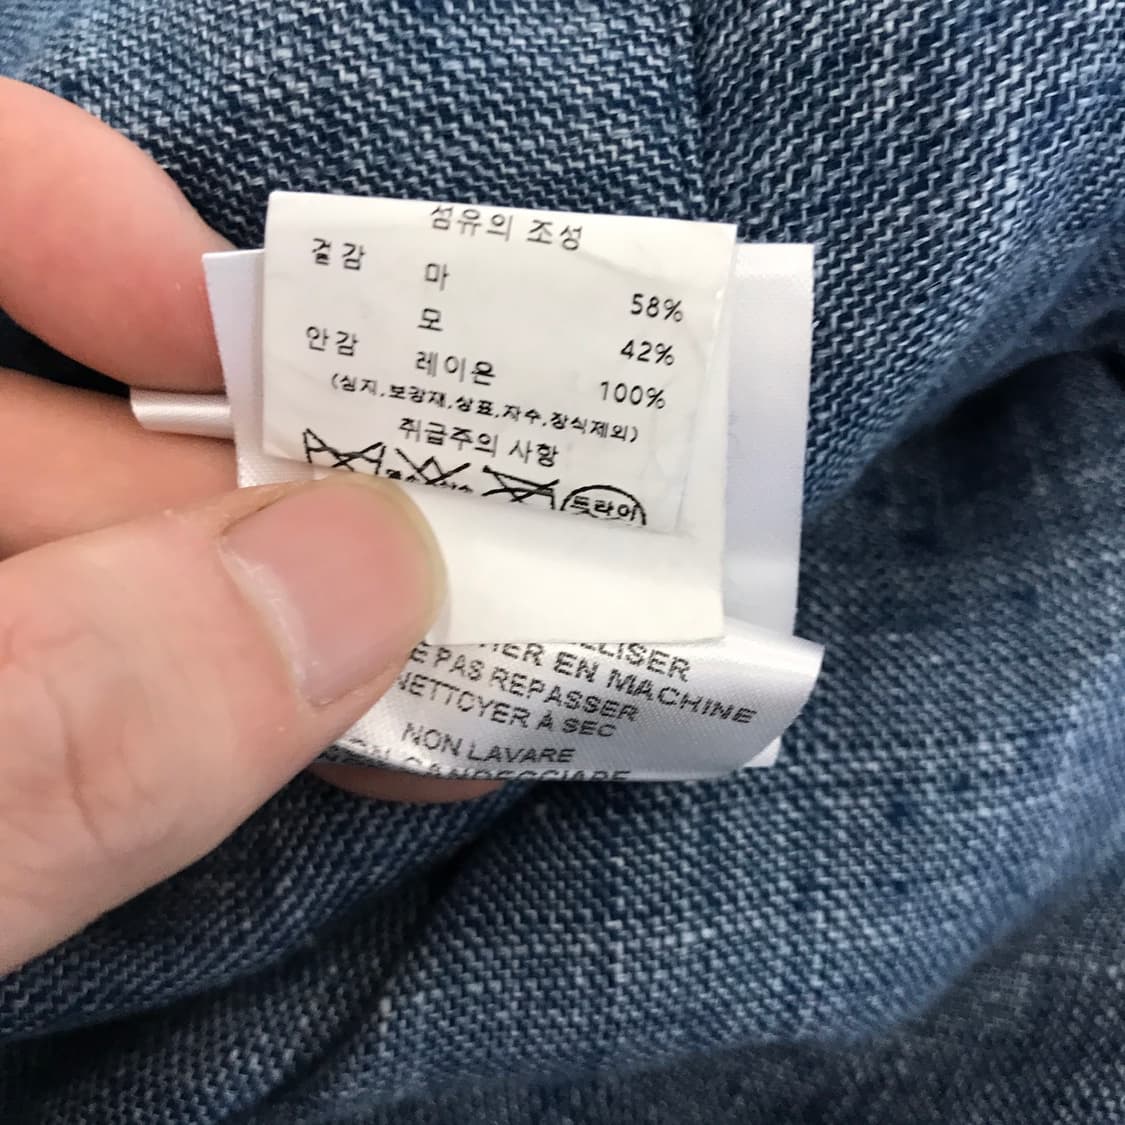 섬유의 조성
겉감 마 58%
모 42%
안감 레이온 100%
(심지,보강재,상표,자수,장식제외)
취급주의 사항
드라이
LISER
ER EN MACHINE
E PAS REPASSER
NETTOYER À SEC
NON LAVARE
CANDEGGIARE